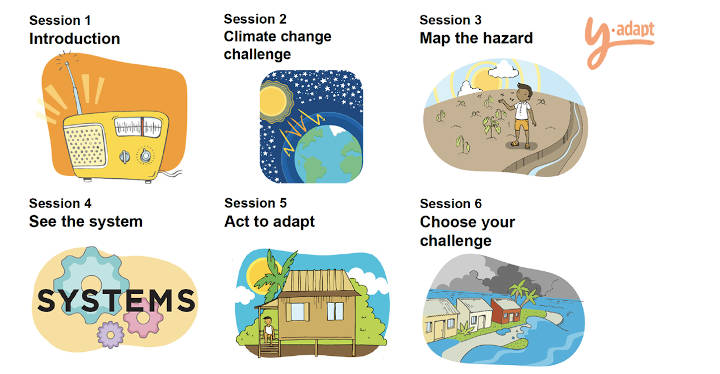 Session 1
Introduction
Session 2
Climate change
challenge
Session 3
Map the hazard
y-adapt
Session 4
See the system
SYSTEMS
Session 5
Act to adapt
Session 6
Choose your
challenge